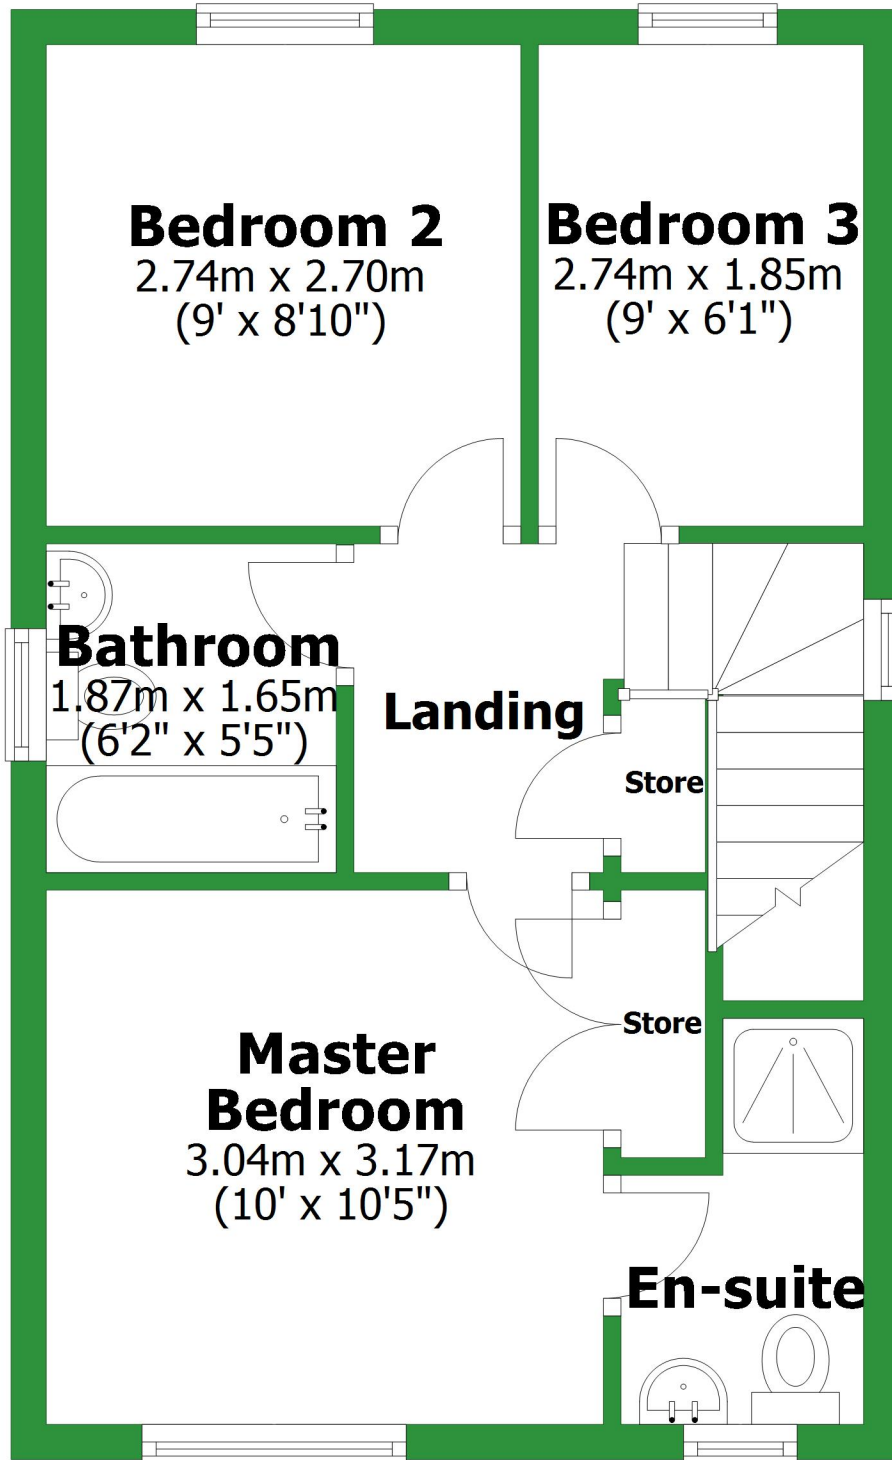 Bedroom 2
2.74m x 2.70m
(9' x 8'10")
Bedroom 3
2.74m x 1.85m
(9' x 6'1")
Bathroom
1.87m x 1.65m
(6'2" x 5'5")
Landing
Store
Store
Master
Bedroom
3.04m x 3.17m
(10' x 10'5")
En-suite